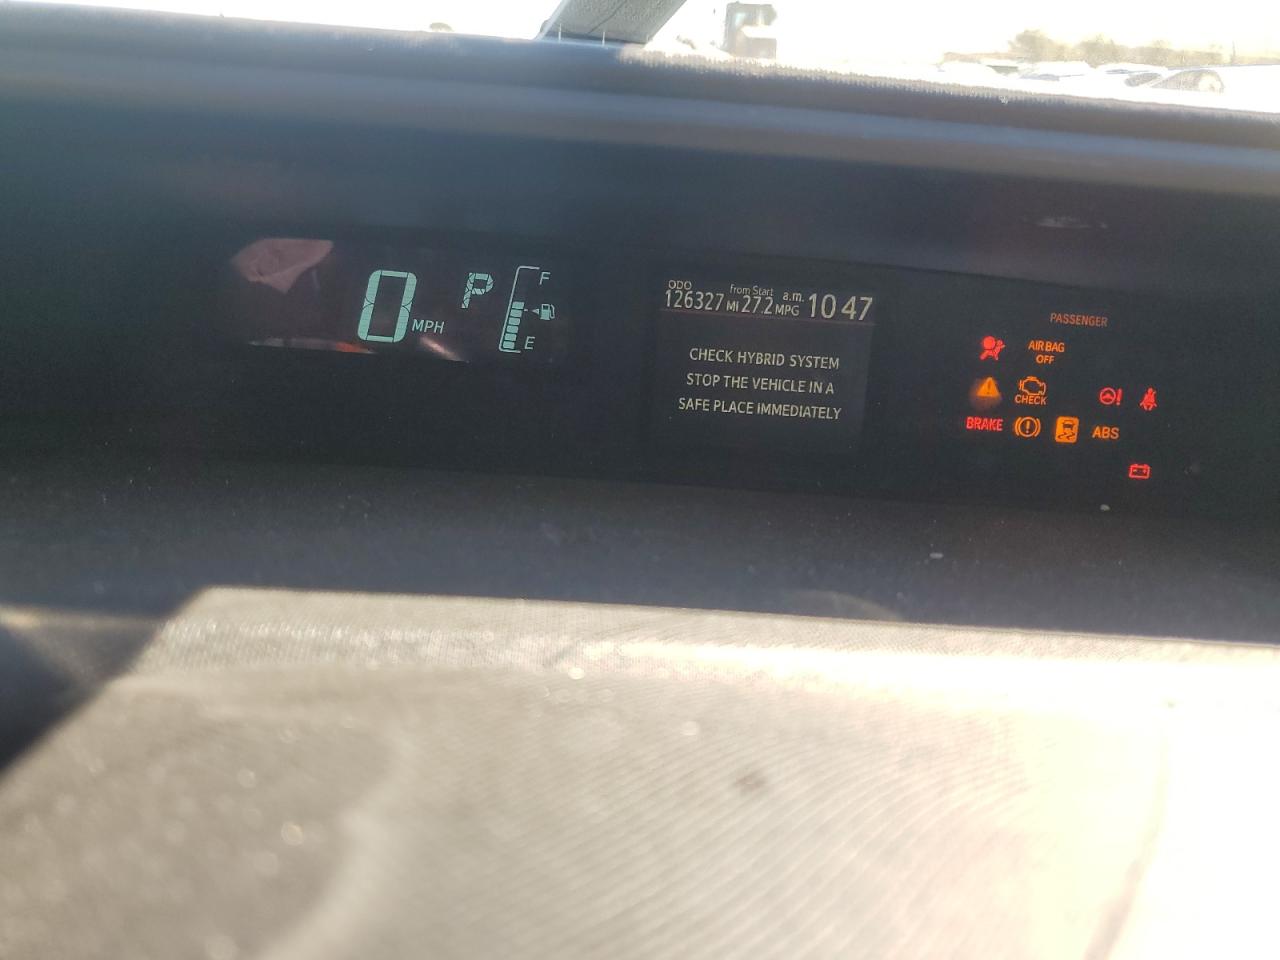 0 MPH
P
F
E
ODO from Start a.m.
126327 MI 27.2 MPG 10 47
CHECK HYBRID SYSTEM
STOP THE VEHICLE IN A
SAFE PLACE IMMEDIATELY
PASSENGER
AIR BAG
OFF
CHECK
BRAKE
ABS